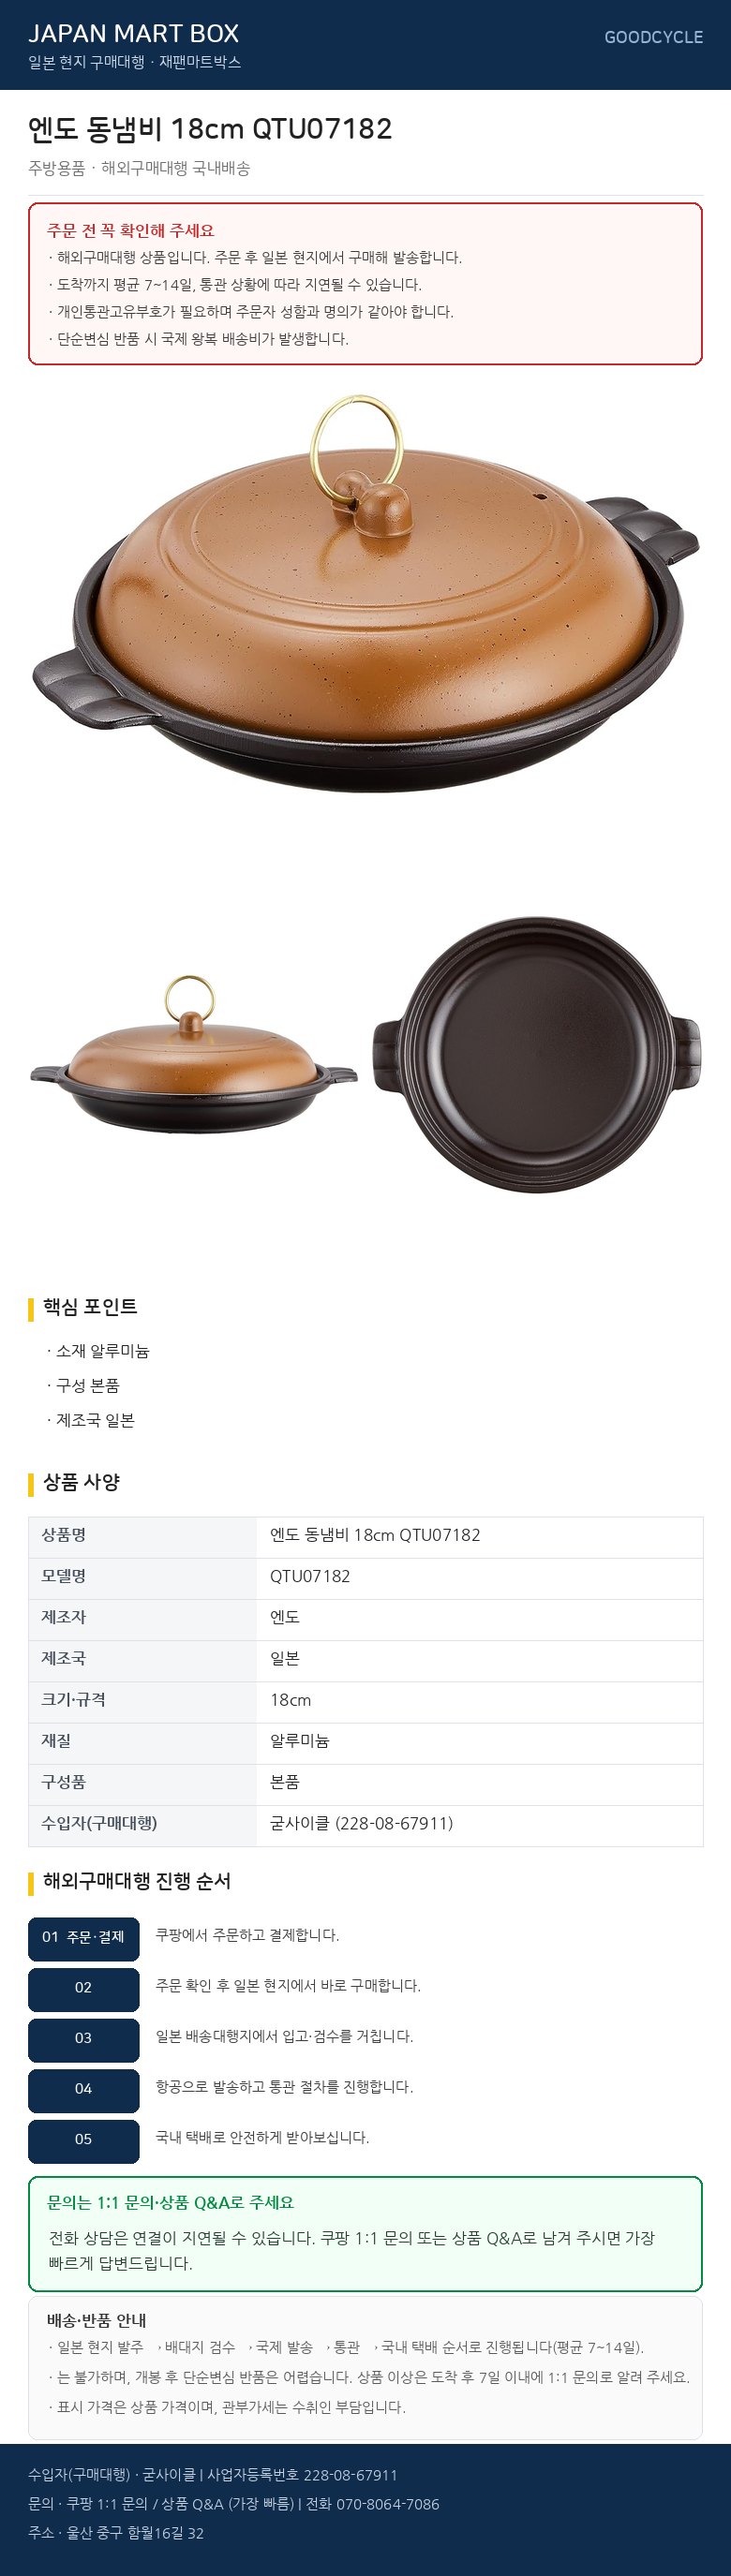 JAPAN MART BOX
일본 현지 구매대행 · 재팬마트박스
GOODCYCLE
엔도 동냄비 18cm QTU07182
주방용품 · 해외구매대행 국내배송
주문 전 꼭 확인해 주세요
· 해외구매대행 상품입니다. 주문 후 일본 현지에서 구매해 발송합니다.
· 도착까지 평균 7~14일, 통관 상황에 따라 지연될 수 있습니다.
· 개인통관고유부호가 필요하며 주문자 성함과 명의가 같아야 합니다.
· 단순변심 반품 시 국제 왕복 배송비가 발생합니다.
핵심 포인트
· 소재 알루미늄
· 구성 본품
· 제조국 일본
상품 사양
상품명 엔도 동냄비 18cm QTU07182
모델명 QTU07182
제조자 엔도
제조국 일본
크기·규격 18cm
재질 알루미늄
구성품 본품
수입자(구매대행) 굳사이클 (228-08-67911)
해외구매대행 진행 순서
01 주문·결제 쿠팡에서 주문하고 결제합니다.
02 주문 확인 후 일본 현지에서 바로 구매합니다.
03 일본 배송대행지에서 입고·검수를 거칩니다.
04 항공으로 발송하고 통관 절차를 진행합니다.
05 국내 택배로 안전하게 받아보십니다.
문의는 1:1 문의·상품 Q&A로 주세요
전화 상담은 연결이 지연될 수 있습니다. 쿠팡 1:1 문의 또는 상품 Q&A로 남겨 주시면 가장
빠르게 답변드립니다.
배송·반품 안내
· 일본 현지 발주 › 배대지 검수 › 국제 발송 › 통관 › 국내 택배 순서로 진행됩니다(평균 7~14일).
· 는 불가하며, 개봉 후 단순변심 반품은 어렵습니다. 상품 이상은 도착 후 7일 이내에 1:1 문의로 알려 주세요.
· 표시 가격은 상품 가격이며, 관부가세는 수취인 부담입니다.
수입자(구매대행) · 굳사이클 | 사업자등록번호 228-08-67911
문의 · 쿠팡 1:1 문의 / 상품 Q&A (가장 빠름) | 전화 070-8064-7086
주소 · 울산 중구 함월16길 32